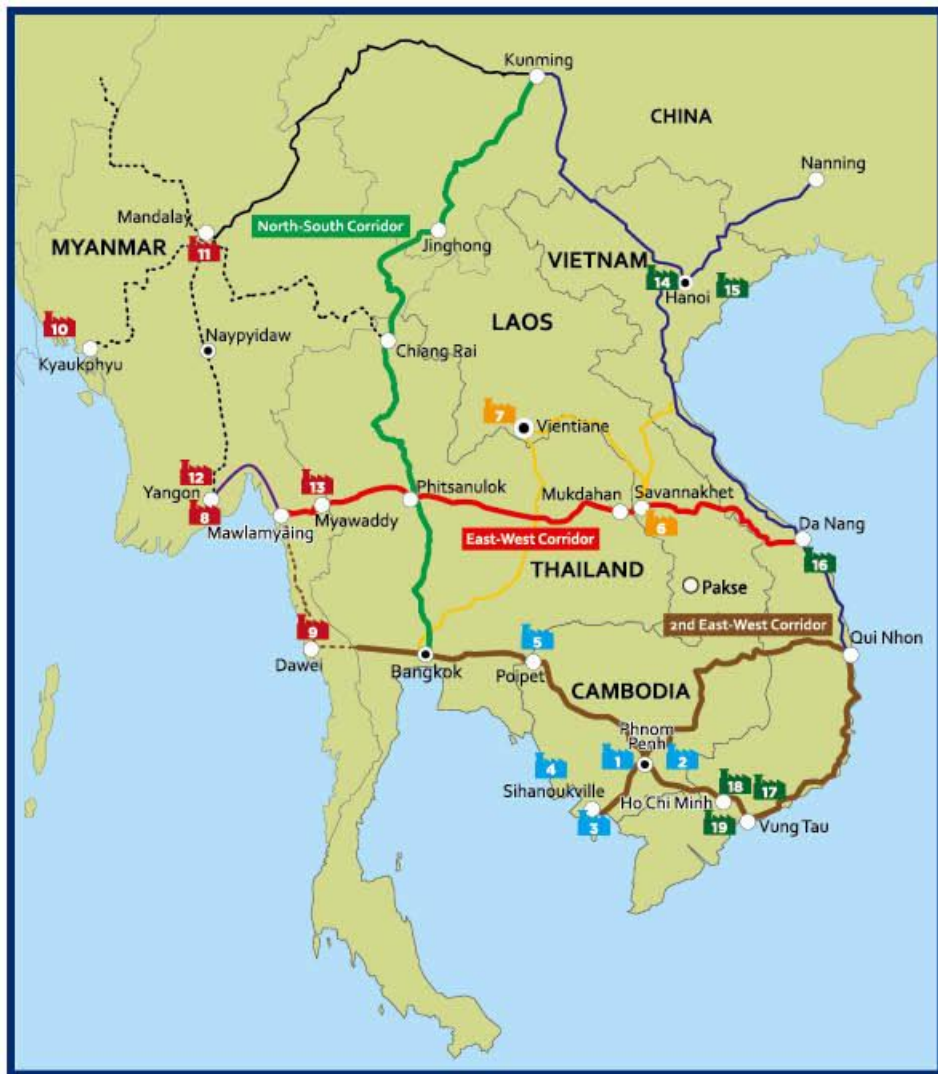 Kunming
CHINA
Nanning
Mandalay
North-South Corridor
MYANMAR
11
Jinghong
VIETNAM
14
Hanoi
15
LAOS
10
Naypyidaw
Chiang Rai
Kyaukphyu
7
Vientiane
12
13
Phitsanulok
Mukdahan
Savannakhet
Yangon
8
Myawaddy
Mawlamyaing
6
Da Nang
East-West Corridor
16
THAILAND
Pakse
2nd East-West Corridor
9
5
Qui Nhon
Dawei
Bangkok
Poipet
CAMBODIA
Phnom
Penh
4
1
2
Sihanoukville
18
17
Ho Chi Minh
3
19
Vung Tau